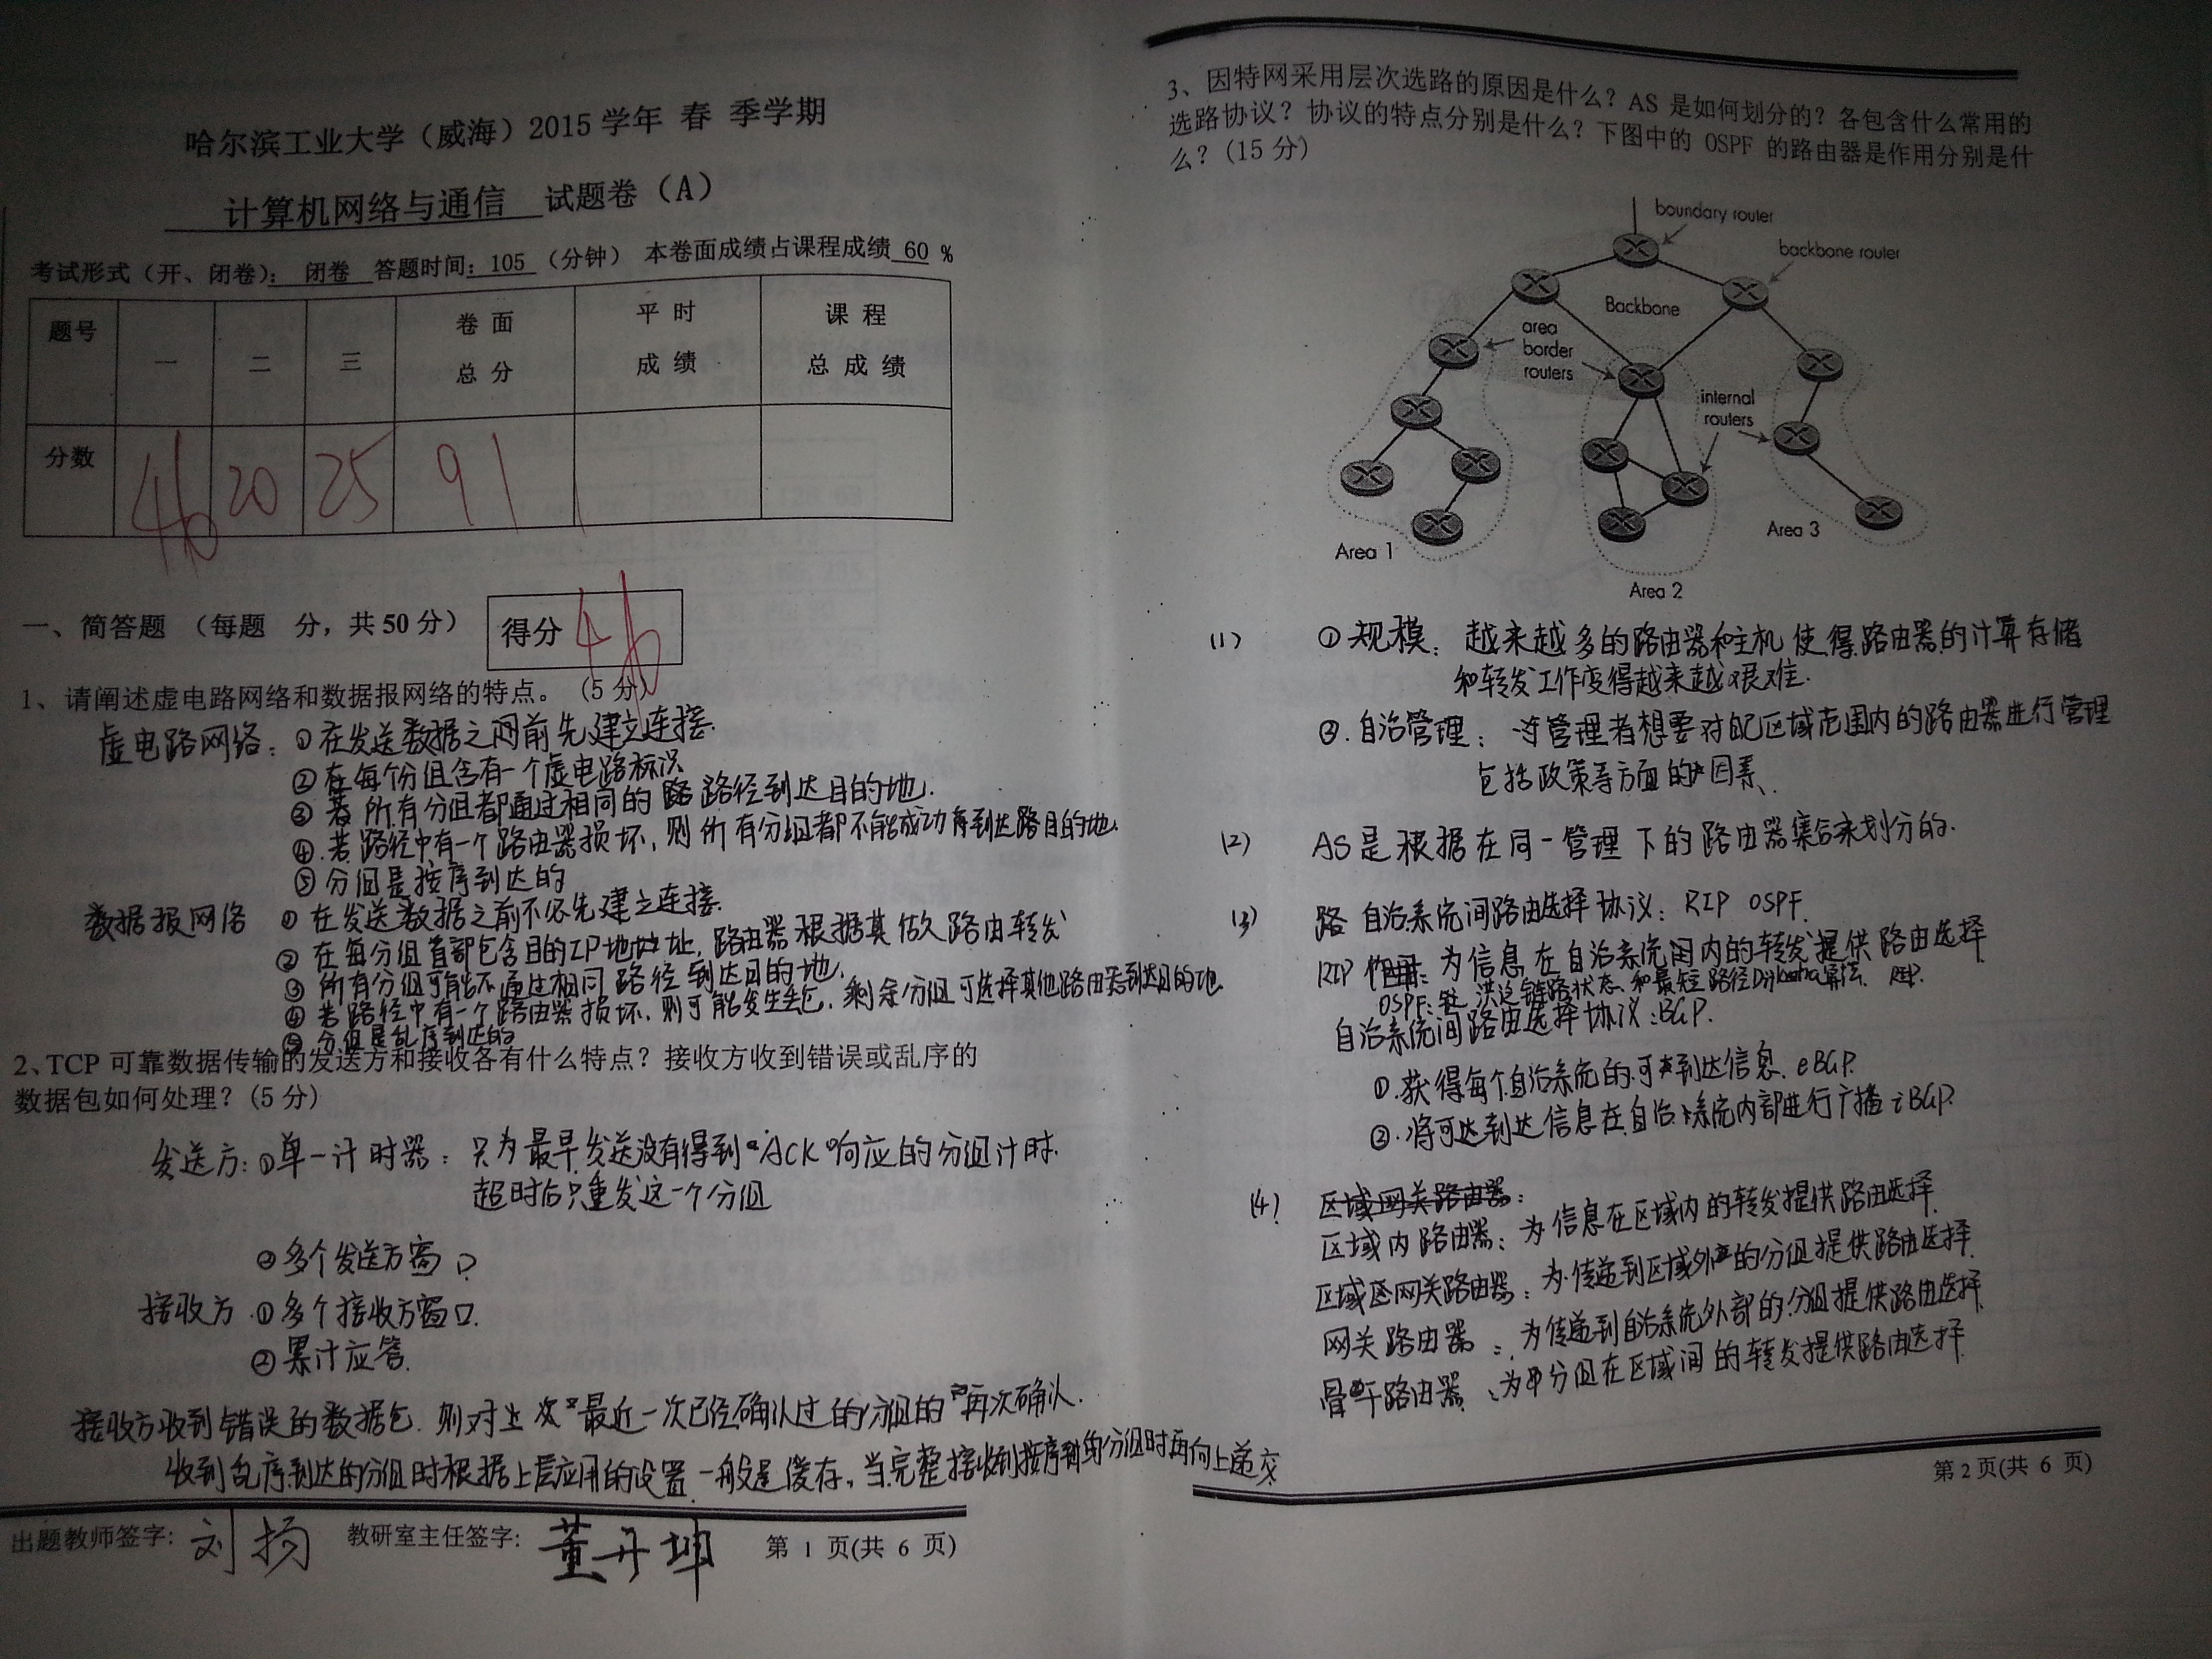 哈尔滨工业大学（威海）2015 学年 春 季学期
计算机网络与通信 试题卷（A）
考试形式（开、闭卷）： 闭卷 答题时间：105 （分钟） 本卷面成绩占课程成绩 60 %
题号 一 二 三 卷面总分 平时成绩 课程总成绩
分数 46 20 25 91
一、简答题 （每题 分，共 50 分） 得分 46
1、请阐述虚电路网络和数据报网络的特点。（5 分）
虚电路网络：①在发送数据之前先建立连接.
②在每个分组含有一个虚电路标识
③所有分组都通过相同的路径到达目的地.
④.若路径中有一个路由器损坏，则所有分组都不能成功到达目的地.
⑤分组是按序到达的
数据报网络 ①在发送数据之前不必先建立连接.
②在每分组首部包含目的IP地址，路由器根据其做路由转发
③所有分组可能不通过相同路径到达目的地.
④若路径中有一个路由器损坏，则可能发生丢包，剩余分组可选择其他路由器到达目的地
⑤分组是乱序到达的
2、TCP 可靠数据传输的发送方和接收各有什么特点？接收方收到错误或乱序的
数据包如何处理？（5 分）
发送方：①单一计时器：只为最早发送没有得到ACK响应的分组计时.
超时后只重发这一个分组
②多个发送方窗口
接收方 ①多个接收方窗口.
②累计应答.
接收方收到错误的数据包，则对最近一次已经确认过的分组的再次确认.
收到乱序到达的分组时根据上层应用的设置，一般是缓存，当完整接收到按序到的分组时再向上递交
出题教师签字：刘扬 教研室主任签字：董开坤 第 1 页(共 6 页)
3、因特网采用层次选路的原因是什么？AS 是如何划分的？各包含什么常用的
选路协议？协议的特点分别是什么？下图中的 OSPF 的路由器是作用分别是什
么？（15 分）
boundary router
backbone router
Backbone
area
border
routers
internal
routers
Area 1
Area 3
Area 2
(1) ①规模：越来越多的路由器和主机使得路由器的计算存储
和转发工作变得越来越艰难.
②.自治管理：管理者想要对区域范围内的路由器进行管理
包括政策等方面的因素.
(2) AS是根据在同一管理下的路由器集合来划分的.
(3) 自治系统间路由选择协议：RIP OSPF.
RIP 作用：为信息在自治系统内的转发提供路由选择
OSPF：洪泛链路状态和最短路径算法.
自治系统间路由选择协议：BGP.
①.获得每个自治系统的可到达信息. eBGP.
②.将可达到达信息在自治系统内部进行广播 iBGP.
(4) 区域网关路由器：
区域内路由器：为信息在区域内的转发提供路由选择.
区域网关路由器：为传递到区域外的分组提供路由选择.
网关路由器：为传递到自治系统外部的分组提供路由选择.
骨干路由器、为分组在区域间的转发提供路由选择.
第 2 页(共 6 页)